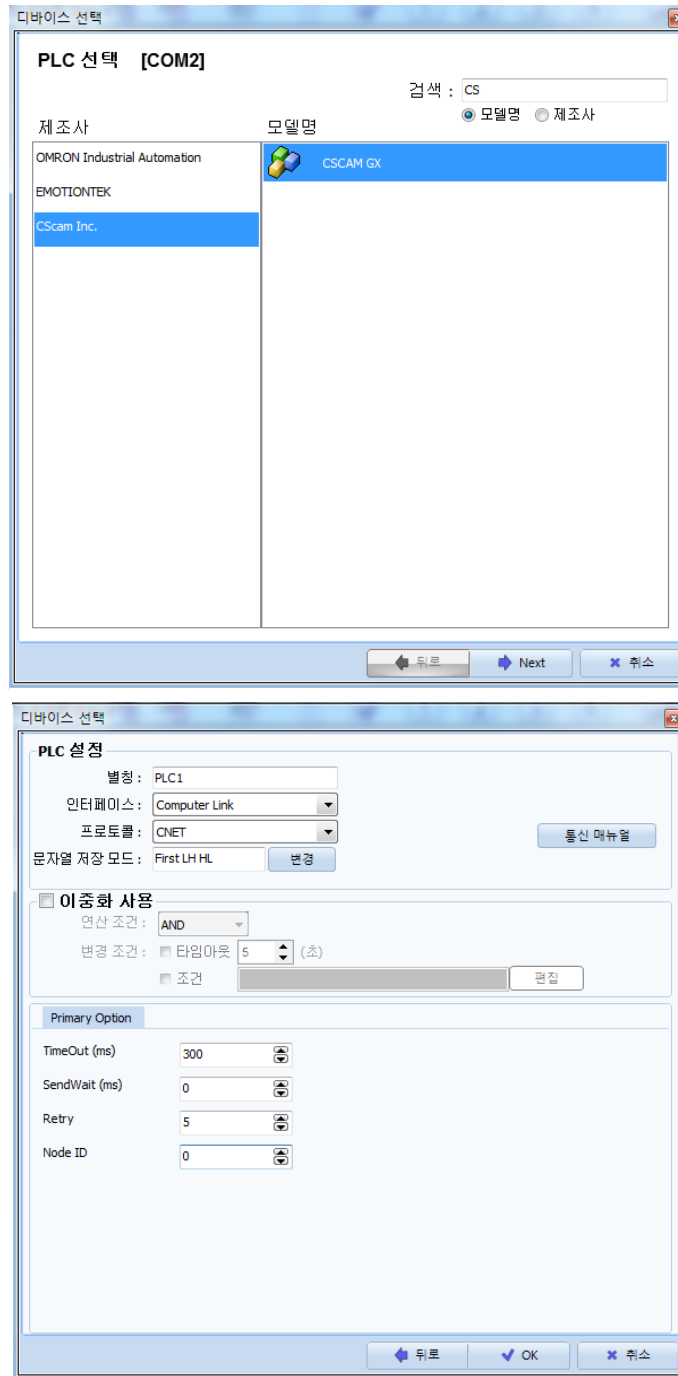 디바이스 선택
PLC 선택 [COM2]
검색 : CS
모델명 제조사
제조사 모델명
OMRON Industrial Automation
CSCAM GX
EMOTIONTEK
CScam Inc.
뒤로 Next 취소
디바이스 선택
PLC 설정
별칭 : PLC1
인터페이스 : Computer Link
프로토콜 : CNET
통신 매뉴얼
문자열 저장 모드 : First LH HL 변경
이중화 사용
연산 조건 : AND
변경 조건 : 타임아웃 5 (초)
조건 편집
Primary Option
TimeOut (ms) 300
SendWait (ms) 0
Retry 5
Node ID 0
뒤로 OK 취소